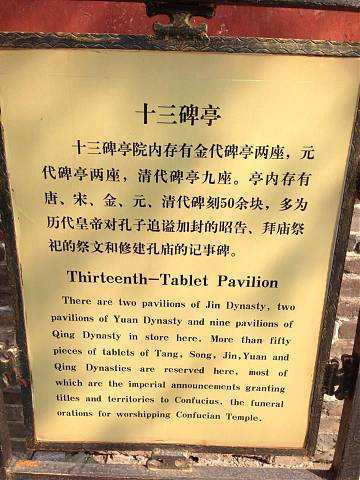 十三碑亭
十三碑亭院内存有金代碑亭两座，元
代碑亭两座，清代碑亭九座。亭内存有
唐、宋、金、元、清代碑刻50余块，多为
历代皇帝对孔子追谥加封的昭告、拜庙祭
祀的祭文和修建孔庙的记事碑。
Thirteenth-Tablet Pavilion
There are two pavilions of Jin Dynasty, two
pavilions of Yuan Dynasty and nine pavilions of
Qing Dynasty in store here. More than fifty
pieces of tablets of Tang, Song, Jin,Yuan and
Qing Dynasties are reserved here, most of
which are the imperial announcements granting
titles and territories to Confucius, the funeral
orations for worshipping Confucian Temple.